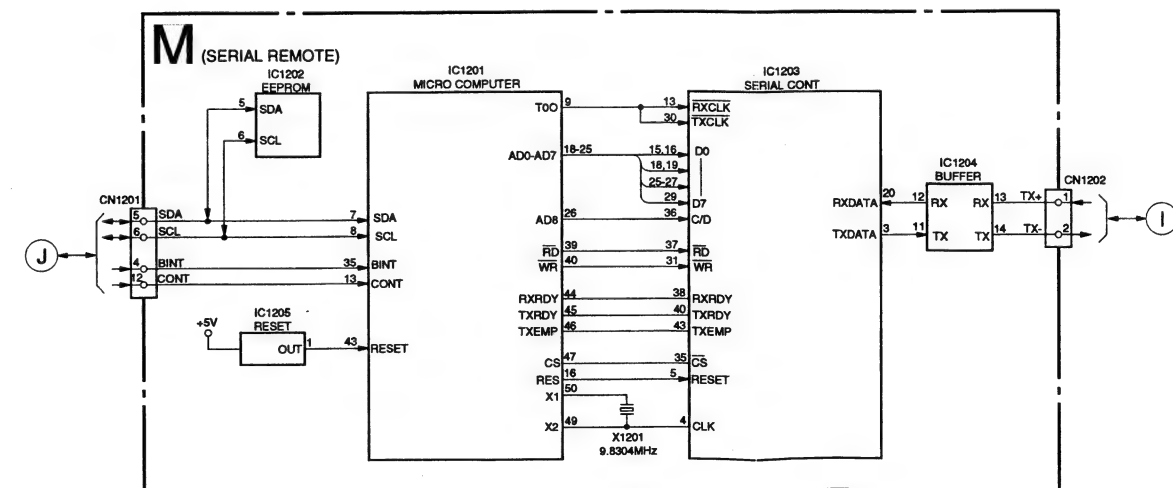 M (SERIAL REMOTE)
IC1202
EEPROM
5 SDA
6 SCL
IC1201
MICRO COMPUTER
IC1203
SERIAL CONT
T0O 9 13 RXCLK
30 TXCLK
AD0-AD7 18-25 15,16 D0
18,19
25-27
29 D7
AD8 26 36 C/D
RD 39 37 RD
WR 40 31 WR
RXRDY 44 38 RXRDY
TXRDY 45 40 TXRDY
TXEMP 46 43 TXEMP
CS 47 35 CS
RES 16 5 RESET
X1 50
X2 49 4 CLK
X1201
9.8304MHz
CN1201
J
5 SDA 7 SDA
6 SCL 8 SCL
4 BINT 35 BINT
12 CONT 13 CONT
+5V
IC1205
RESET
OUT 1 43 RESET
IC1204
BUFFER
CN1202
RXDATA 20 12 RX RX 13 TX+ 1
TXDATA 3 11 TX TX 14 TX- 2
I